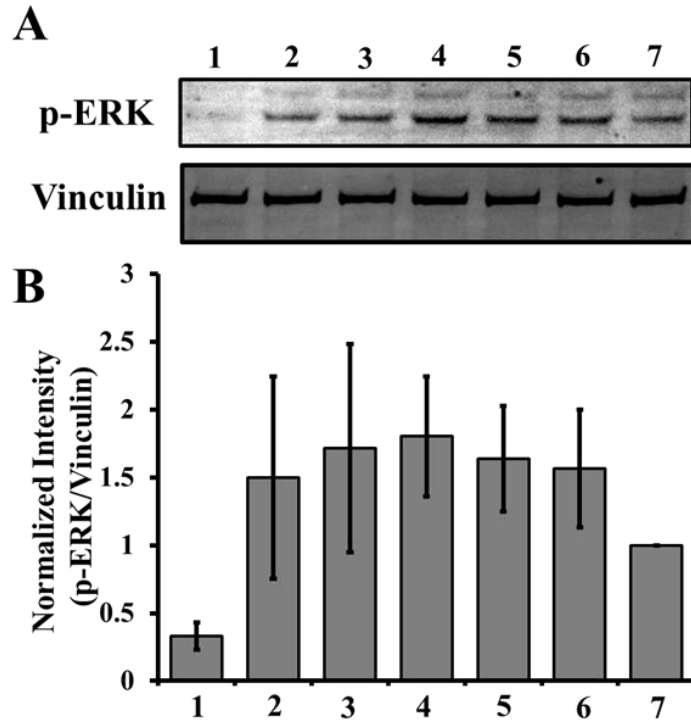 A
1 2 3 4 5 6 7
p-ERK
Vinculin
B
Normalized Intensity
(p-ERK/Vinculin)
3
2.5
2
1.5
1
0.5
0
1 2 3 4 5 6 7